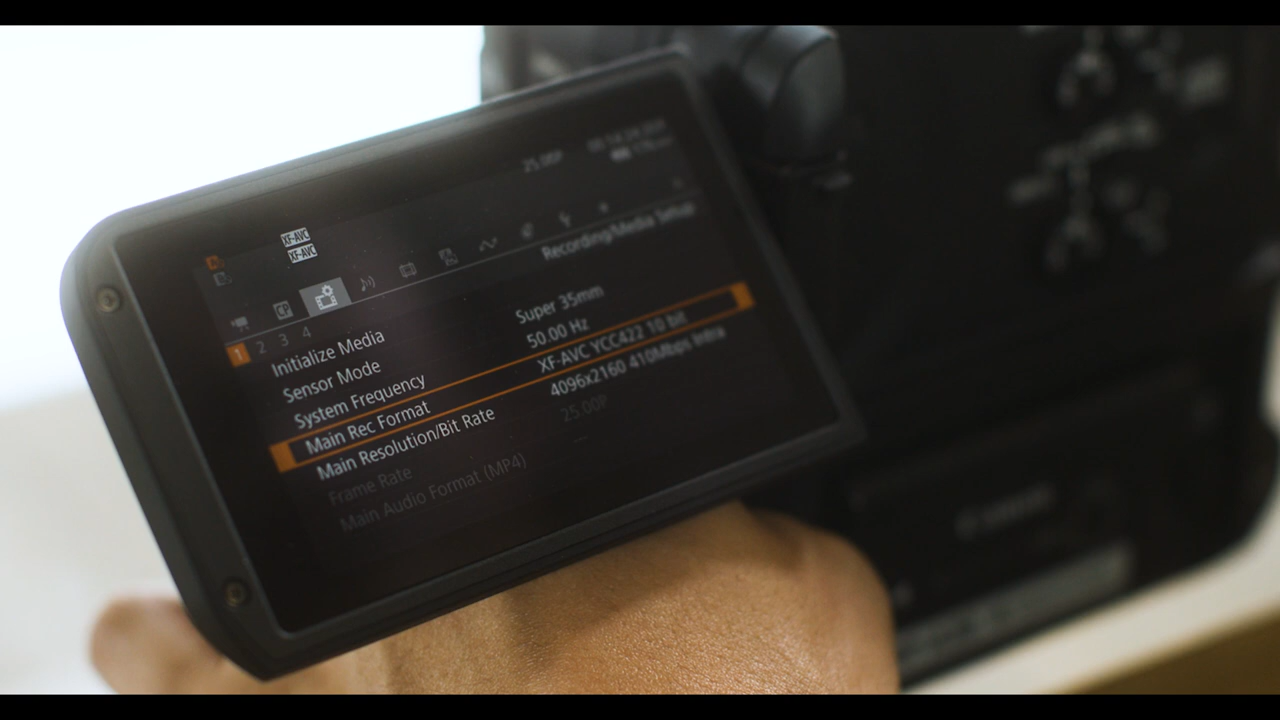 25.00P
XF-AVC
XF-AVC
CP
Recording/Media Setup
1 2 3 4
Initialize Media
Sensor Mode Super 35mm
System Frequency 50.00 Hz
Main Rec Format XF-AVC YCC422 10 bit
Main Resolution/Bit Rate 4096x2160 410Mbps Intra
Frame Rate 25.00P
Main Audio Format (MP4) —